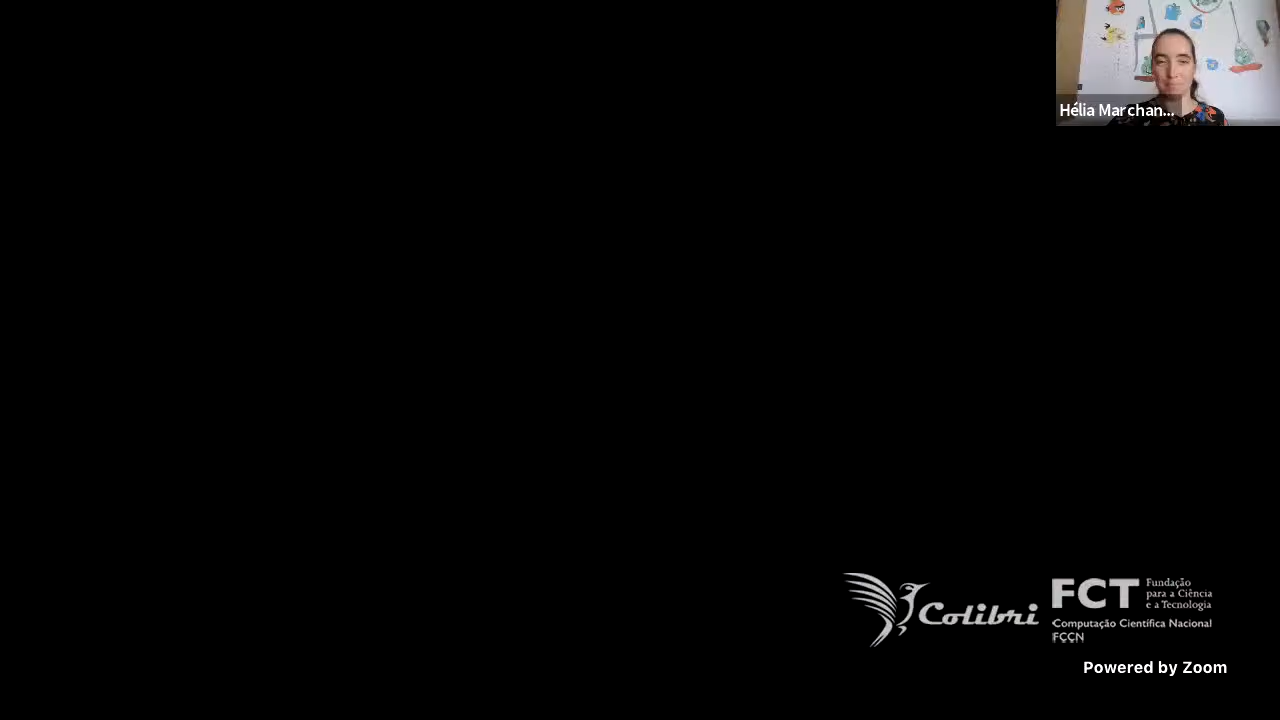 Hélia Marchan...
Colibri
FCT
Fundação
para a Ciência
e a Tecnologia
Computação Científica Nacional
FCCN
Powered by Zoom